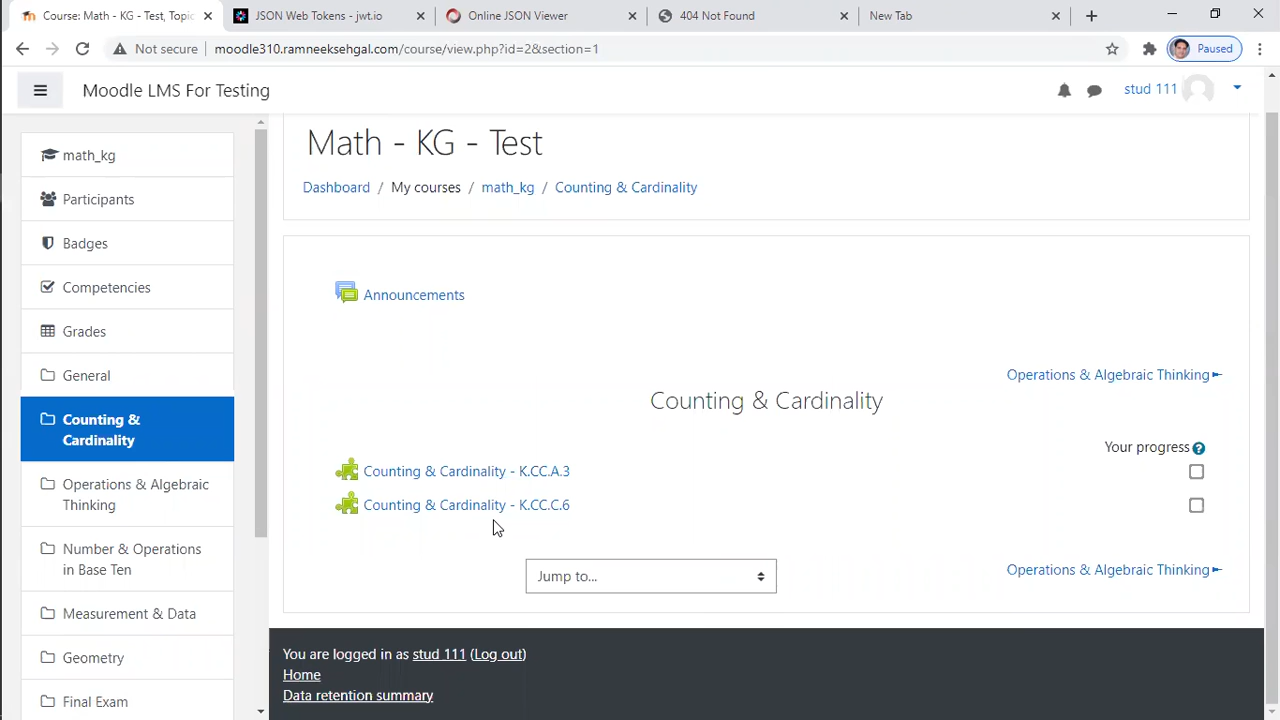 Course: Math - KG - Test, Topic
JSON Web Tokens - jwt.io
Online JSON Viewer
404 Not Found
New Tab
Not secure
moodle310.ramneeksehgal.com/course/view.php?id=2&section=1
Paused
Moodle LMS For Testing
stud 111
math_kg
Participants
Badges
Competencies
Grades
General
Counting &
Cardinality
Operations & Algebraic
Thinking
Number & Operations
in Base Ten
Measurement & Data
Geometry
Final Exam
Math - KG - Test
Dashboard / My courses / math_kg / Counting & Cardinality
Announcements
Operations & Algebraic Thinking ►
Counting & Cardinality
Your progress
Counting & Cardinality - K.CC.A.3
Counting & Cardinality - K.CC.C.6
Jump to...
Operations & Algebraic Thinking ►
You are logged in as stud 111 (Log out)
Home
Data retention summary